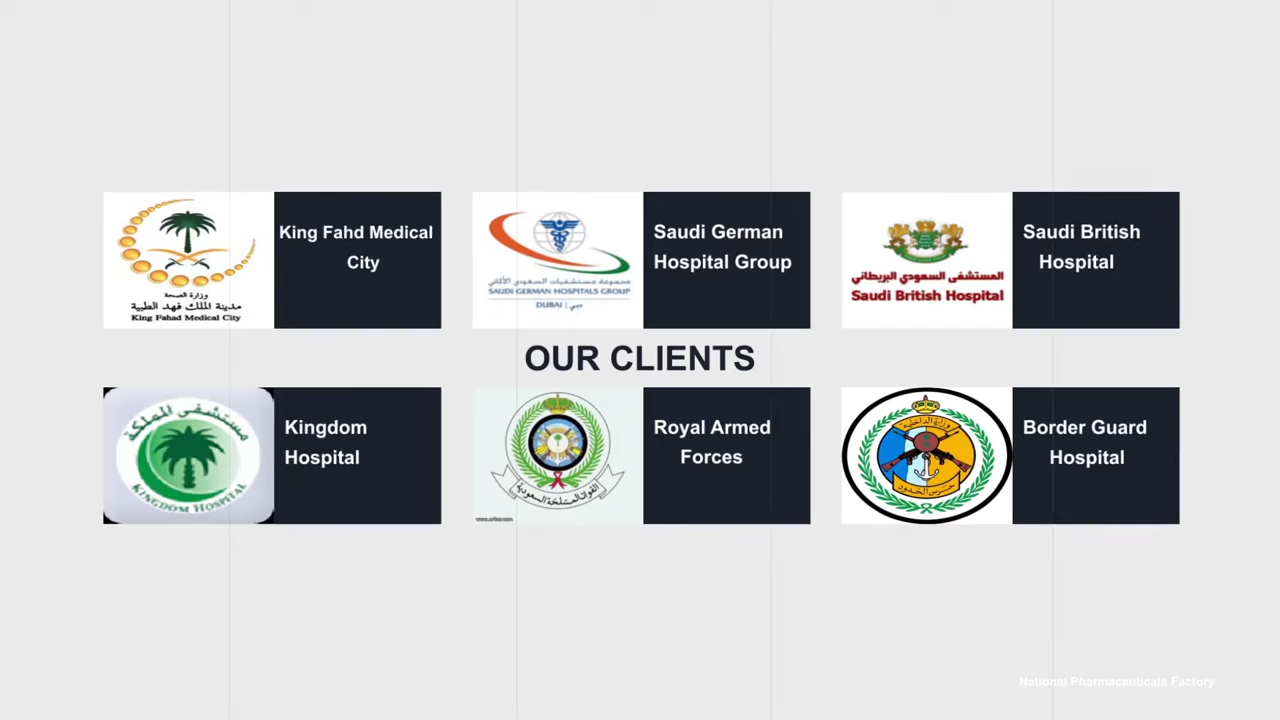 وزارة الصحة
مدينة الملك فهد الطبية
King Fahad Medical City
King Fahd Medical
City
مجموعة مستشفيات السعودي الألماني
SAUDI GERMAN HOSPITALS GROUP
DUBAI | دبي
Saudi German
Hospital Group
المستشفى السعودي البريطاني
Saudi British Hospital
Saudi British
Hospital
OUR CLIENTS
مستشفى المملكة
KINGDOM HOSPITAL
Kingdom
Hospital
القوات المسلحة السعودية
Royal Armed
Forces
وزارة الداخلية
حرس الحدود
Border Guard
Hospital
National Pharmaceuticals Factory